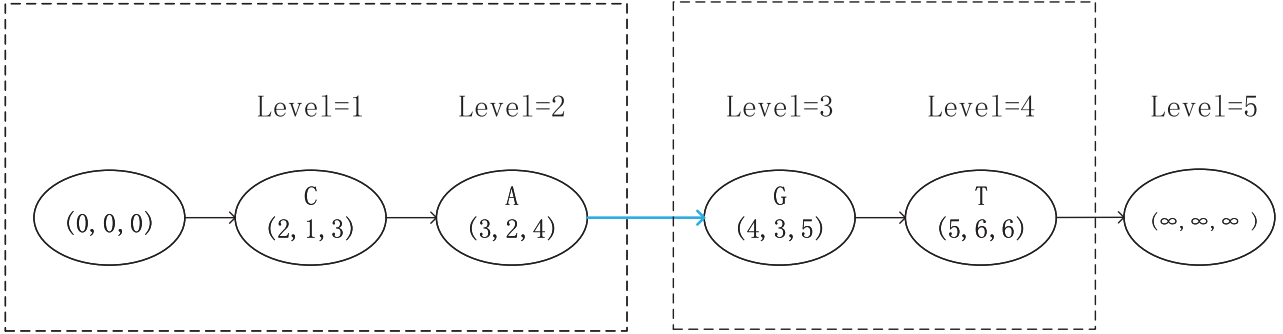 Level=1 Level=2 Level=3 Level=4 Level=5
C A G T
(0,0,0) (2,1,3) (3,2,4) (4,3,5) (5,6,6) (∞,∞,∞ )